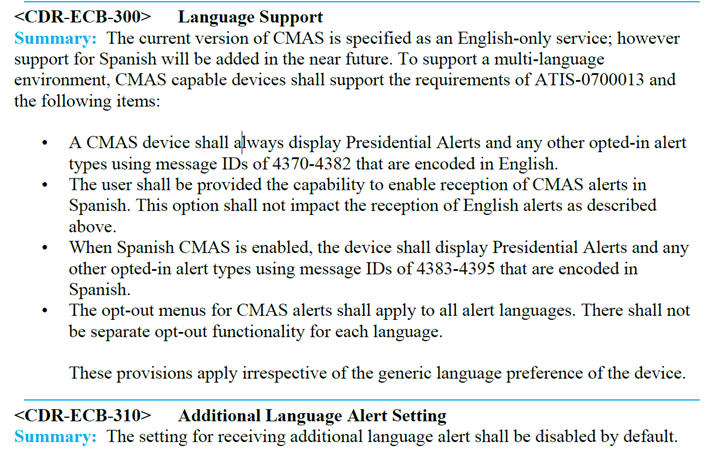 <CDR-ECB-300> Language Support
Summary: The current version of CMAS is specified as an English-only service; however
support for Spanish will be added in the near future. To support a multi-language
environment, CMAS capable devices shall support the requirements of ATIS-0700013 and
the following items:
• A CMAS device shall always display Presidential Alerts and any other opted-in alert
types using message IDs of 4370-4382 that are encoded in English.
• The user shall be provided the capability to enable reception of CMAS alerts in
Spanish. This option shall not impact the reception of English alerts as described
above.
• When Spanish CMAS is enabled, the device shall display Presidential Alerts and any
other opted-in alert types using message IDs of 4383-4395 that are encoded in
Spanish.
• The opt-out menus for CMAS alerts shall apply to all alert languages. There shall not
be separate opt-out functionality for each language.
These provisions apply irrespective of the generic language preference of the device.
<CDR-ECB-310> Additional Language Alert Setting
Summary: The setting for receiving additional language alert shall be disabled by default.